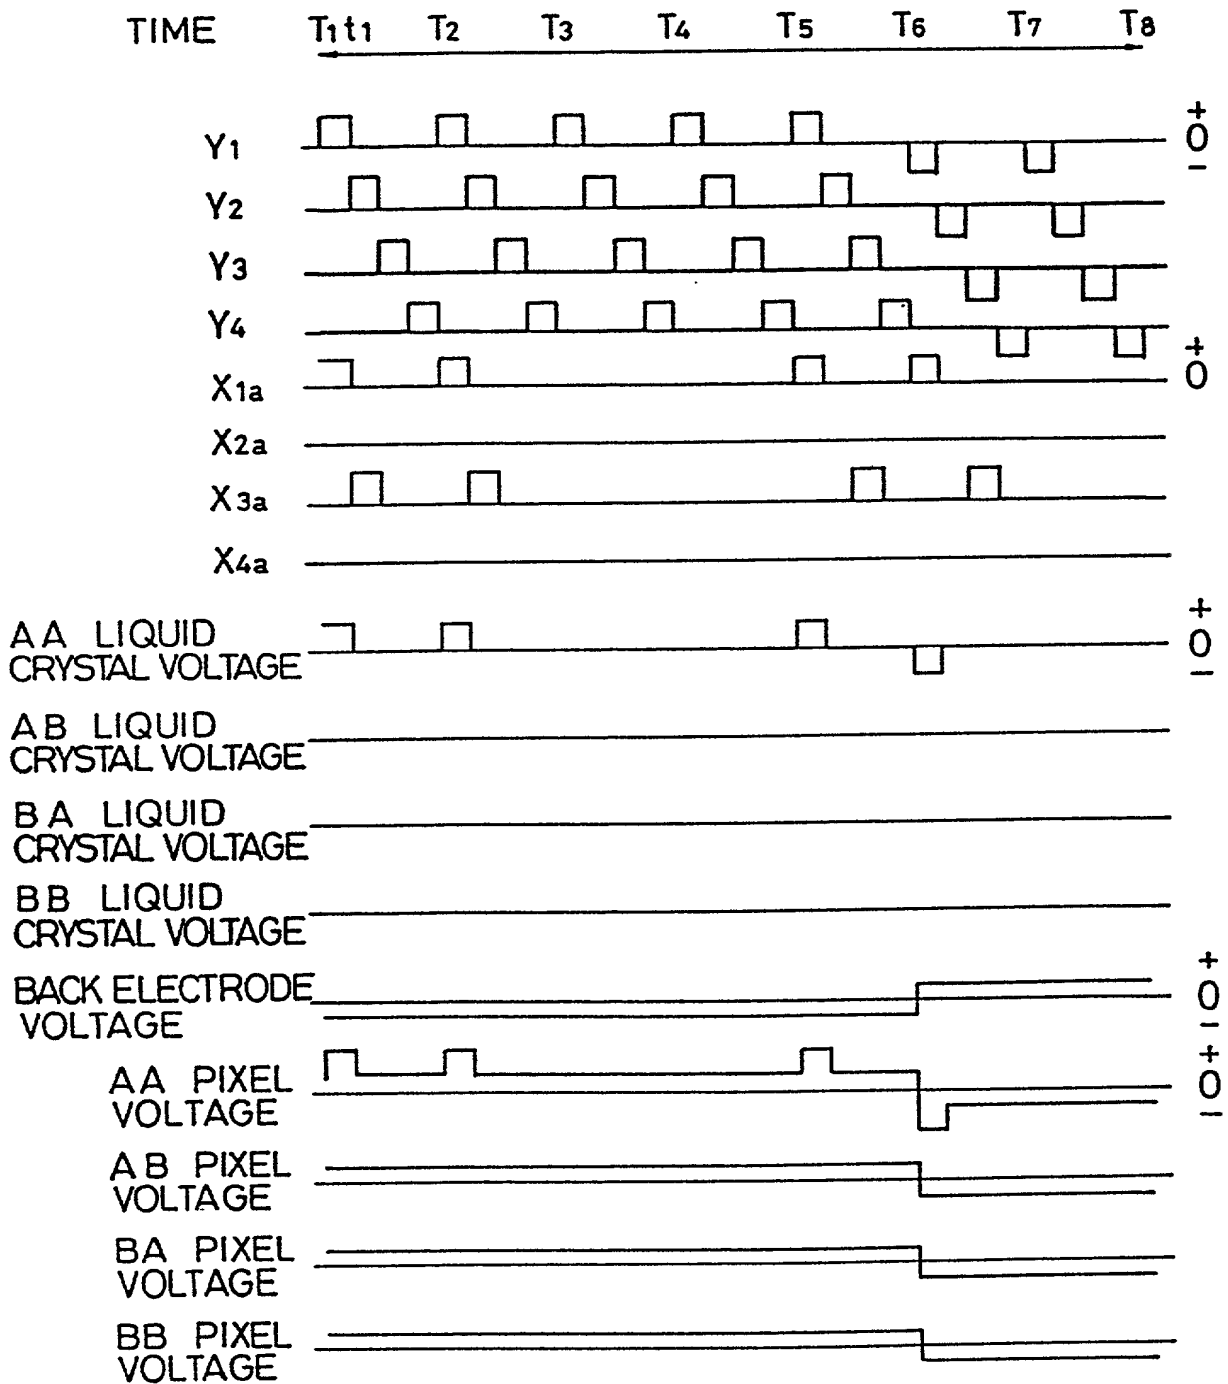 TIME T1 t1 T2 T3 T4 T5 T6 T7 T8
Y1 + 0 −
Y2
Y3
Y4
X1a + 0
X2a
X3a
X4a
AA LIQUID
CRYSTAL VOLTAGE + 0 −
AB LIQUID
CRYSTAL VOLTAGE
BA LIQUID
CRYSTAL VOLTAGE
BB LIQUID
CRYSTAL VOLTAGE
BACK ELECTRODE
VOLTAGE + 0 −
AA PIXEL
VOLTAGE + 0 −
AB PIXEL
VOLTAGE
BA PIXEL
VOLTAGE
BB PIXEL
VOLTAGE